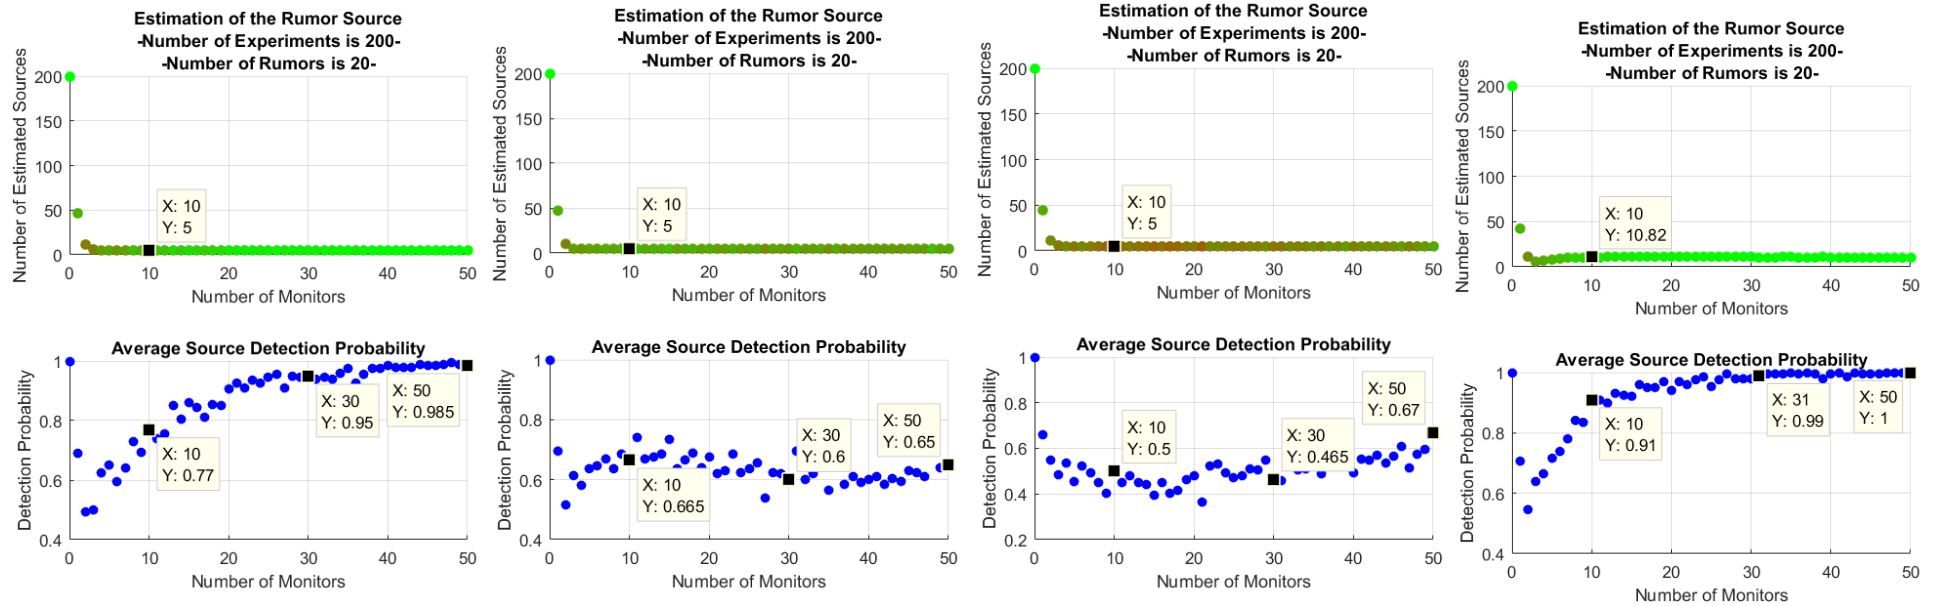 Estimation of the Rumor Source
-Number of Experiments is 200-
-Number of Rumors is 20-
Number of Estimated Sources
200
150
100
50
0
X: 10
Y: 5
0
10
20
30
40
50
Number of Monitors
Estimation of the Rumor Source
-Number of Experiments is 200-
-Number of Rumors is 20-
Number of Estimated Sources
200
150
100
50
0
X: 10
Y: 5
0
10
20
30
40
50
Number of Monitors
Estimation of the Rumor Source
-Number of Experiments is 200-
-Number of Rumors is 20-
Number of Estimated Sources
200
150
100
50
0
X: 10
Y: 5
0
10
20
30
40
50
Number of Monitors
Estimation of the Rumor Source
-Number of Experiments is 200-
-Number of Rumors is 20-
Number of Estimated Sources
200
150
100
50
0
X: 10
Y: 10.82
0
10
20
30
40
50
Number of Monitors
Average Source Detection Probability
Detection Probability
1
0.8
0.6
0.4
X: 10
Y: 0.77
X: 30
Y: 0.95
X: 50
Y: 0.985
0
10
20
30
40
50
Number of Monitors
Average Source Detection Probability
Detection Probability
1
0.8
0.6
0.4
X: 10
Y: 0.665
X: 30
Y: 0.6
X: 50
Y: 0.65
0
10
20
30
40
50
Number of Monitors
Average Source Detection Probability
Detection Probability
1
0.8
0.6
0.4
0.2
X: 10
Y: 0.5
X: 30
Y: 0.465
X: 50
Y: 0.67
0
10
20
30
40
50
Number of Monitors
Average Source Detection Probability
Detection Probability
1
0.8
0.6
0.4
X: 10
Y: 0.91
X: 31
Y: 0.99
X: 50
Y: 1
0
10
20
30
40
50
Number of Monitors